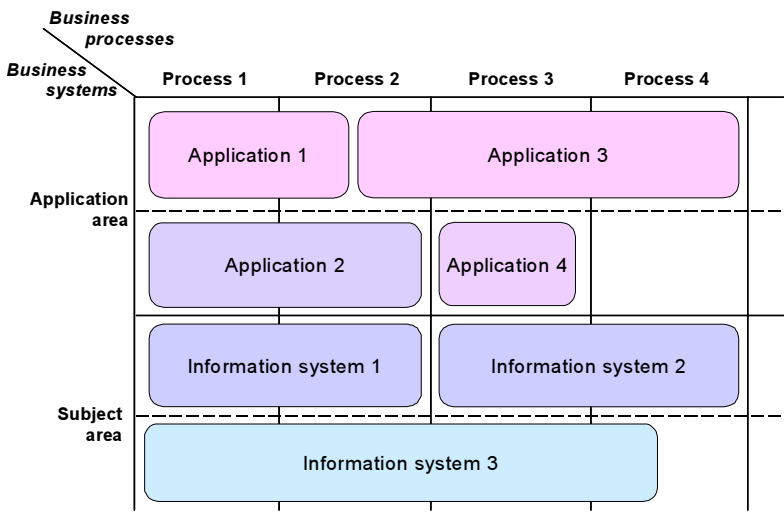 Business
processes
Business
systems
Process 1 Process 2 Process 3 Process 4
Application 1 Application 3
Application
area
Application 2 Application 4
Information system 1 Information system 2
Subject
area
Information system 3